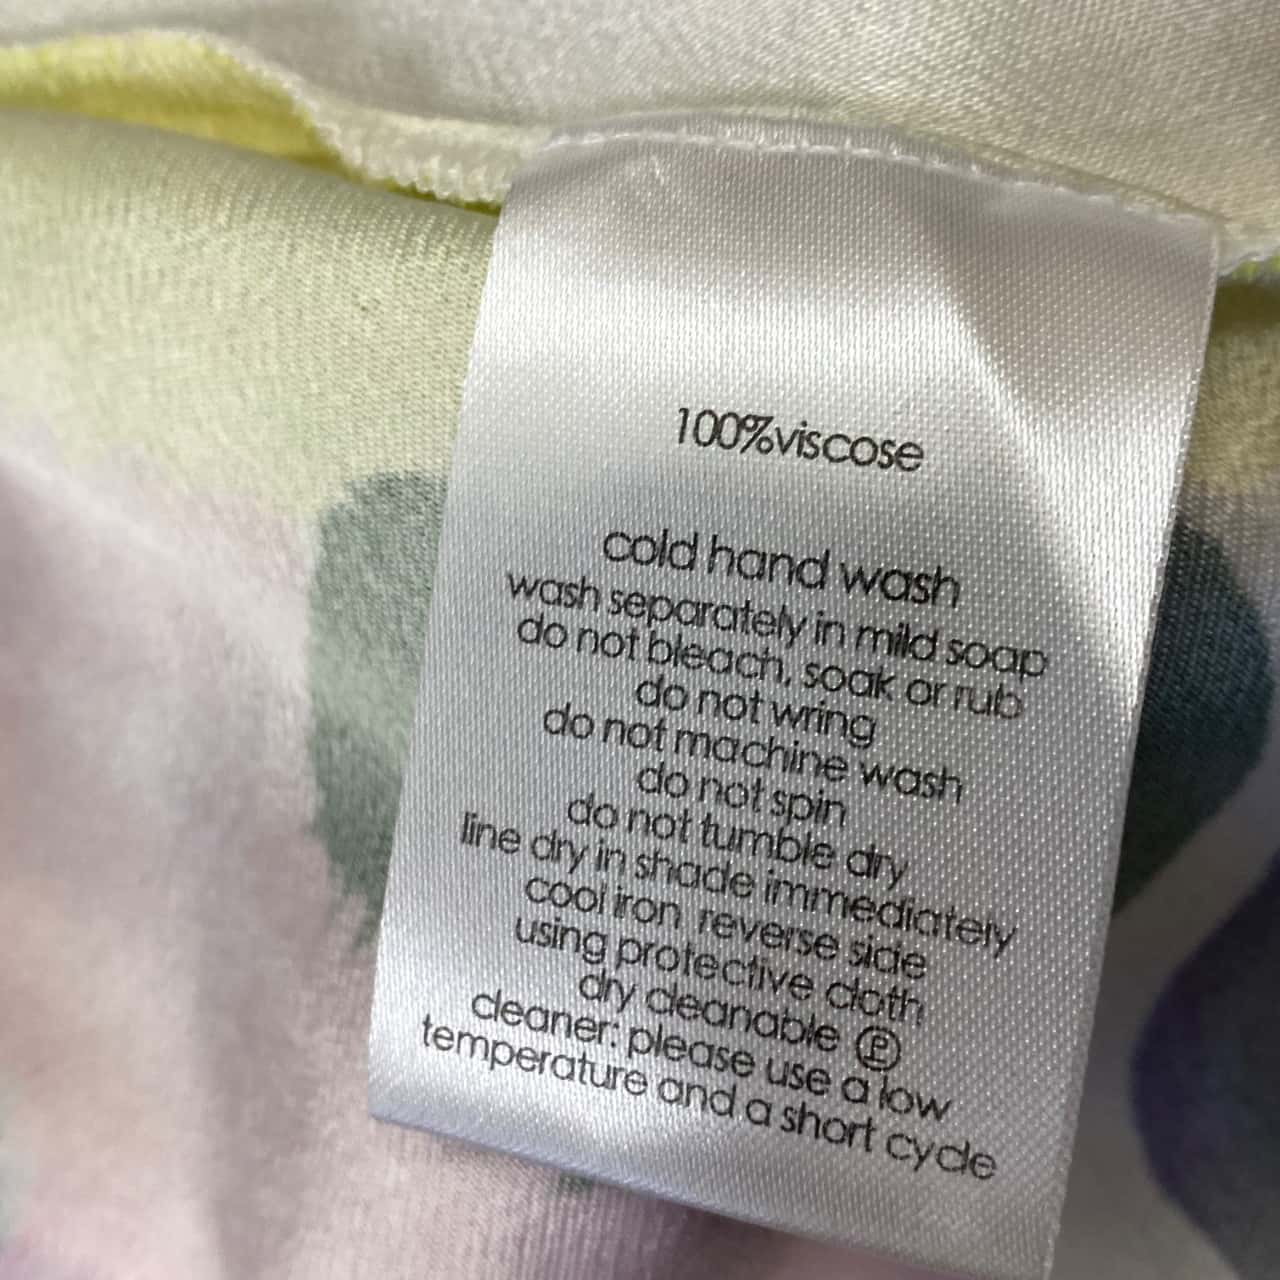 100%viscose
cold hand wash
wash separately in mild soap
do not bleach, soak or rub
do not wring
do not machine wash
do not spin
do not tumble dry
line dry in shade immediately
cool iron reverse side
using protective cloth
dry cleanable Ⓟ
cleaner: please use a low
temperature and a short cycle